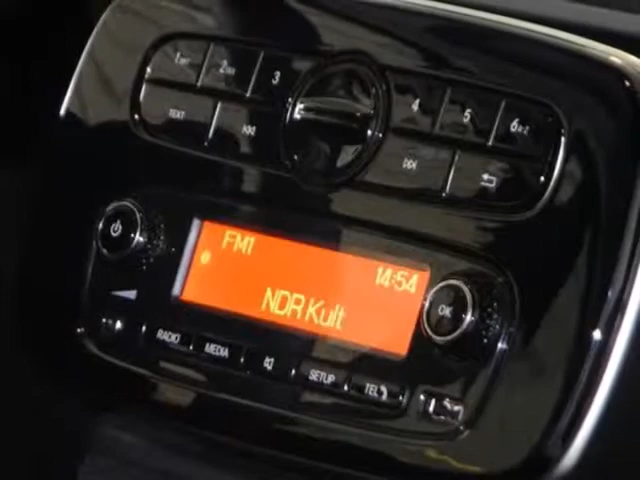 1
2
3
4
5
6
TEXT
FM1
14:54
NDR Kult
OK
RADIO
MEDIA
SETUP
TEL